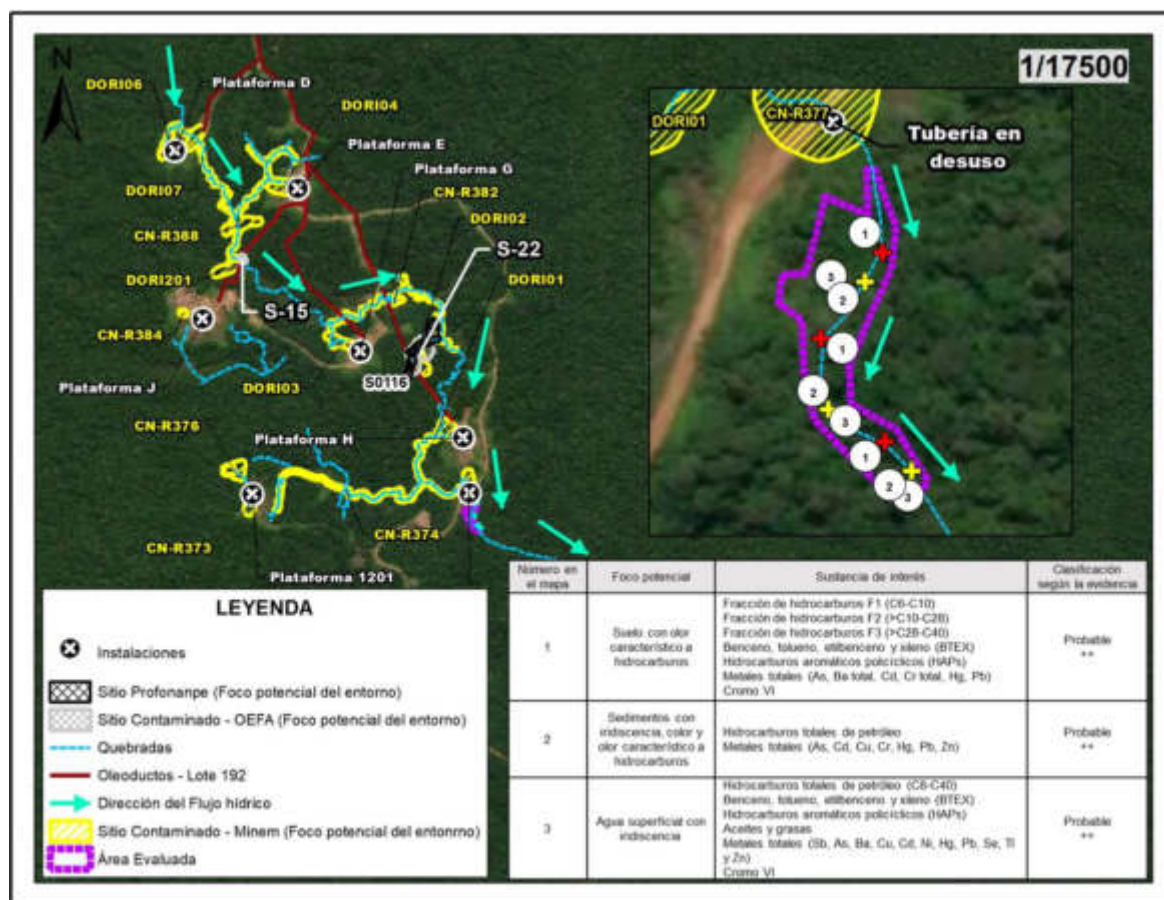 N
1/17500
DORI06
Plataforma D
DORI04
Plataforma E
Plataforma G
DORI07
CN-R382
CN-R388
DORI02
S-22
DORI201
DORI01
S-15
CN-R384
S0116
Plataforma J
DORI03
CN-R376
Plataforma H
CN-R374
CN-R373
Plataforma 1201
DORI01
CN-R377
Tubería en
desuso
1
3
2
1
2
3
1
2
3
LEYENDA
Instalaciones
Sitio Profonanpe (Foco potencial del entorno)
Sitio Contaminado - OEFA (Foco potencial del entorno)
Quebradas
Oleoductos - Lote 192
Dirección del Flujo hídrico
Sitio Contaminado - Minem (Foco potencial del entonrno)
Área Evaluada
Número en
el mapa
Foco potencial
Sustancia de interés
Clasificación
según la evidencia
1
Suelo con olor
característico a
hidrocarburos
Fracción de hidrocarburos F1 (C6-C10)
Fracción de hidrocarburos F2 (>C10-C28)
Fracción de hidrocarburos F3 (>C28-C40)
Benceno, tolueno, etilbenceno y xileno (BTEX)
Hidrocarburos aromáticos policíclicos (HAPs)
Metales totales (As, Ba total, Cd, Cr total, Hg, Pb)
Cromo VI
Probable
++
2
Sedimentos con
iridiscencia, color y
olor característico a
hidrocarburos
Hidrocarburos totales de petróleo
Metales totales (As, Cd, Cu, Cr, Hg, Pb, Zn)
Probable
++
3
Agua superficial con
iridiscencia
Hidrocarburos totales de petróleo (C6-C40)
Benceno, tolueno, etilbenceno y xileno (BTEX)
Hidrocarburos aromáticos policíclicos (HAPs)
Aceites y grasas
Metales totales (Sb, As, Ba, Cu, Cd, Ni, Hg, Pb, Se, Tl
y Zn)
Cromo VI
Probable
++